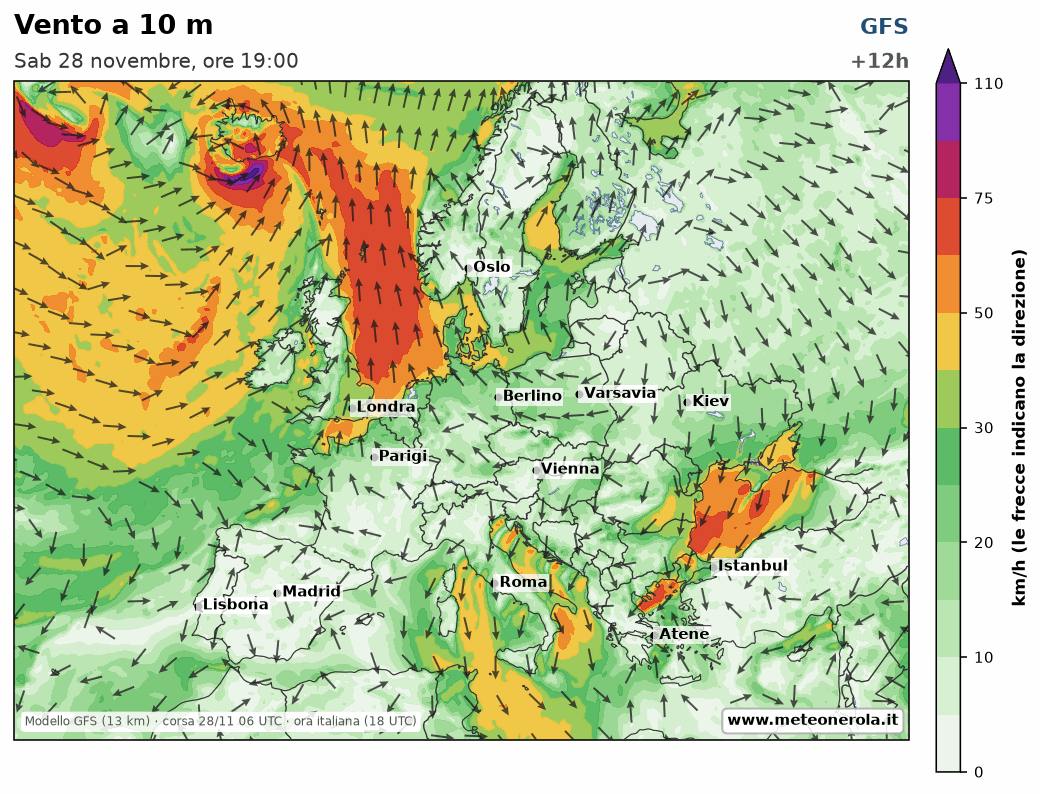 Vento a 10 m
GFS
Sab 28 novembre, ore 19:00
+12h
110
75
50
30
20
10
0
km/h (le frecce indicano la direzione)
Oslo
Berlino
Varsavia
Kiev
Londra
Parigi
Vienna
Istanbul
Roma
Madrid
Lisbona
Atene
Modello GFS (13 km) · corsa 28/11 06 UTC · ora italiana (18 UTC)
www.meteonerola.it